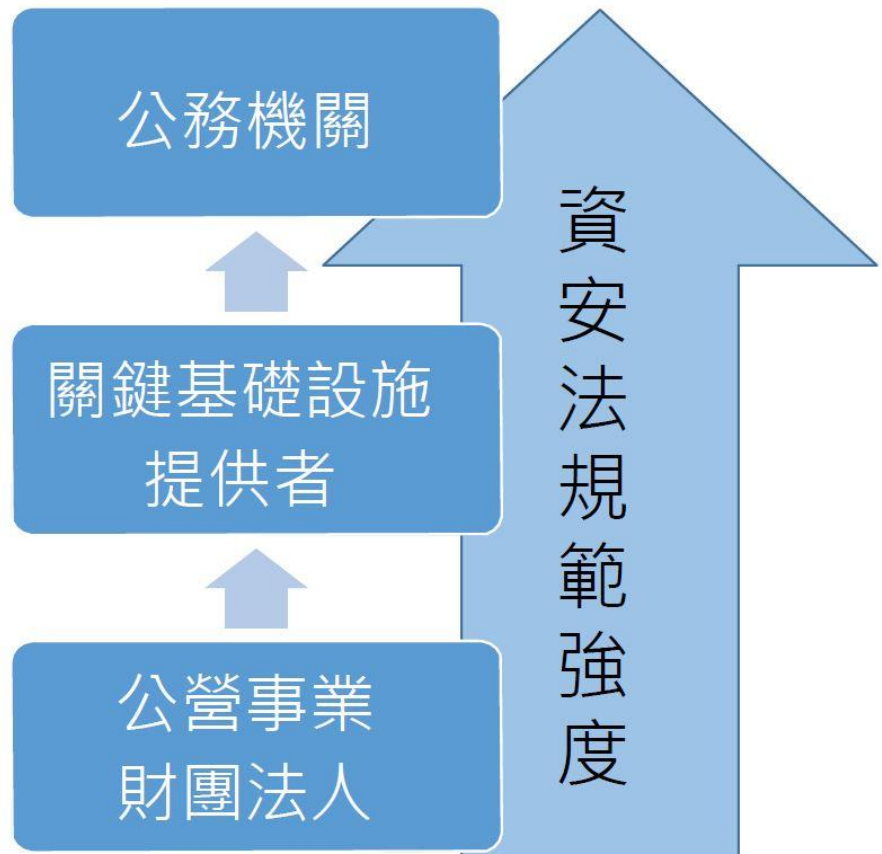 公務機關
關鍵基礎設施
提供者
公營事業
財團法人
資安法規範強度